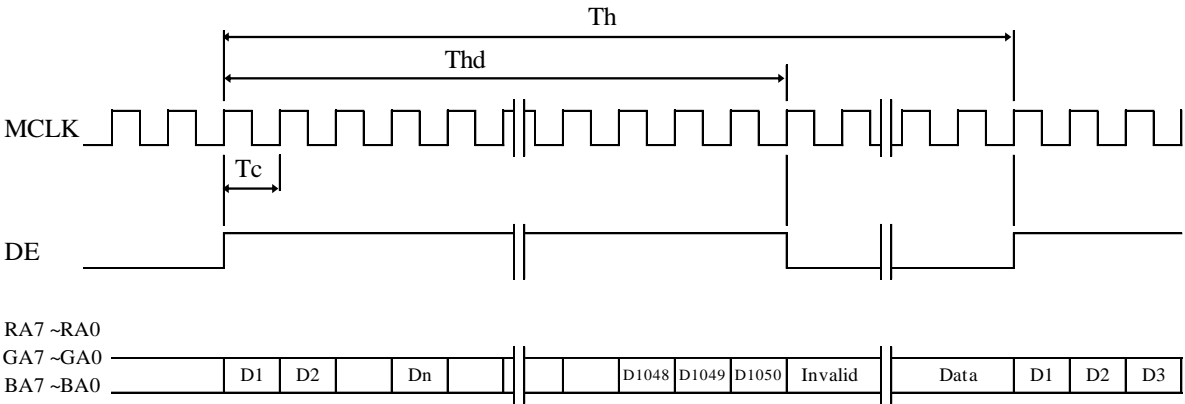 Th
Thd
MCLK
Tc
DE
RA7 ~RA0
GA7 ~GA0
BA7 ~BA0
D1 D2 Dn D1048 D1049 D1050 Invalid Data D1 D2 D3